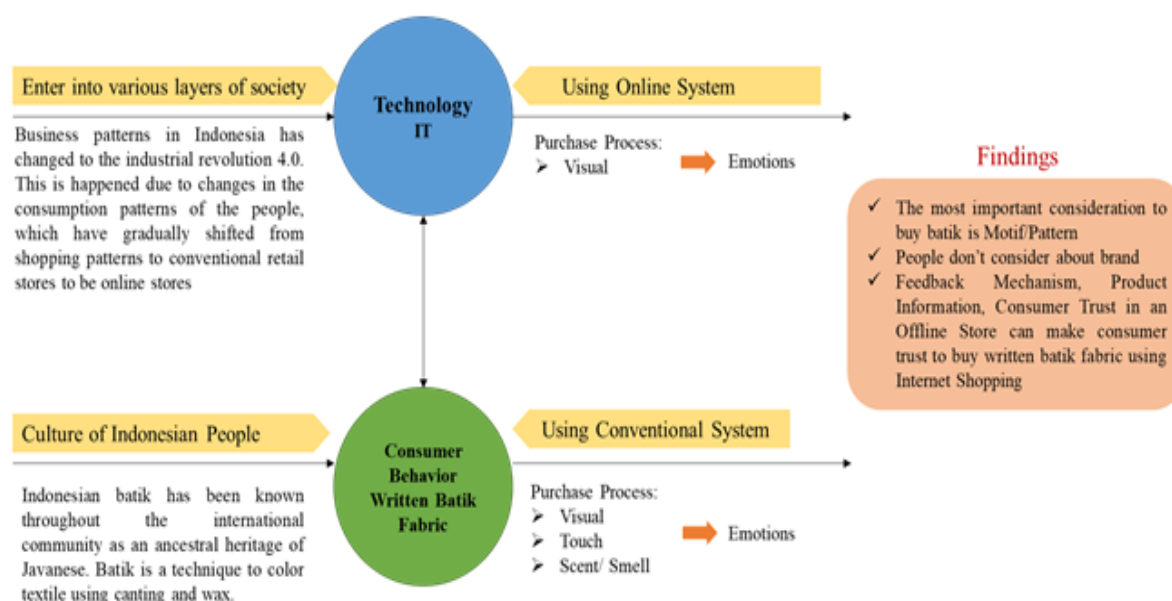 Enter into various layers of society
Business patterns in Indonesia has
changed to the industrial revolution 4.0.
This is happened due to changes in the
consumption patterns of the people,
which have gradually shifted from
shopping patterns to conventional retail
stores to be online stores
Technology
IT
Using Online System
Purchase Process:
➢ Visual
Emotions
Culture of Indonesian People
Indonesian batik has been known
throughout the international
community as an ancestral heritage of
Javanese. Batik is a technique to color
textile using canting and wax.
Consumer
Behavior
Written Batik
Fabric
Using Conventional System
Purchase Process:
➢ Visual
➢ Touch
➢ Scent/ Smell
Emotions
Findings
✓ The most important consideration to
buy batik is Motif/Pattern
✓ People don't consider about brand
✓ Feedback Mechanism, Product
Information, Consumer Trust in an
Offline Store can make consumer
trust to buy written batik fabric using
Internet Shopping